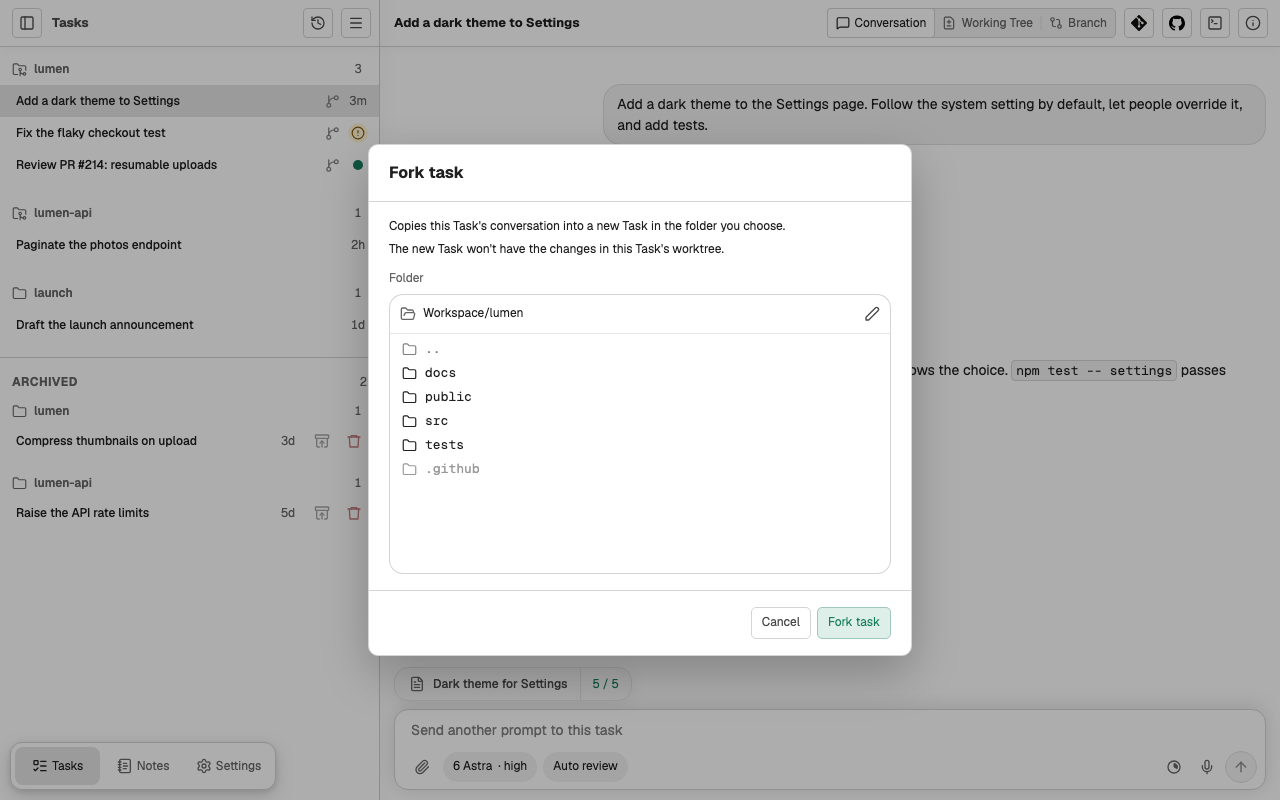 Tasks
Add a dark theme to Settings
Conversation
Working Tree
Branch
lumen 3
Add a dark theme to Settings 3m
Fix the flaky checkout test
Review PR #214: resumable uploads
lumen-api 1
Paginate the photos endpoint 2h
launch 1
Draft the launch announcement 1d
ARCHIVED 2
lumen 1
Compress thumbnails on upload 3d
lumen-api 1
Raise the API rate limits 5d
Tasks
Notes
Settings
Add a dark theme to the Settings page. Follow the system setting by default, let people override it,
and add tests.
ows the choice. npm test -- settings passes
Fork task
Copies this Task's conversation into a new Task in the folder you choose.
The new Task won't have the changes in this Task's worktree.
Folder
Workspace/lumen
..
docs
public
src
tests
.github
Cancel
Fork task
Dark theme for Settings 5 / 5
Send another prompt to this task
6 Astra · high
Auto review